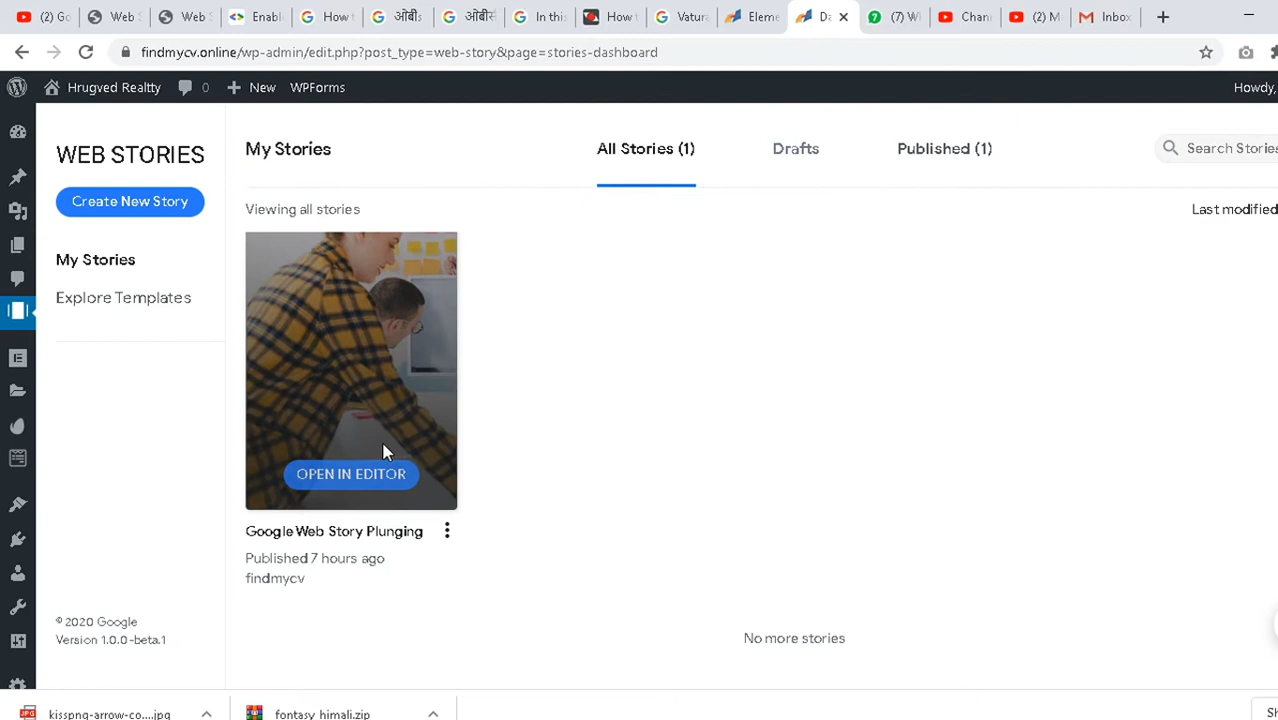 (2) Go
Web S
Web S
Enabl
How t
ओबीस
ओबीसं
In this
How t
Vatur
Eleme
Da
(7) W
Chan
(2) M
Inbox
findmycv.online/wp-admin/edit.php?post_type=web-story&page=stories-dashboard
Hrugved Realtty
0
New
WPForms
Howdy,
WEB STORIES
Create New Story
My Stories
Explore Templates
My Stories
All Stories (1)
Drafts
Published (1)
Search Stories
Viewing all stories
Last modified
OPEN IN EDITOR
Google Web Story Plunging
Published 7 hours ago
findmycv
No more stories
© 2020 Google
Version 1.0.0-beta.1
kisspng-arrow-co....jpg
fontasy_himali.zip